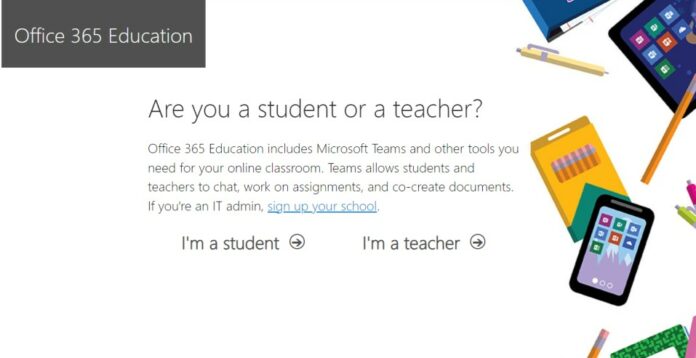 Office 365 Education
Are you a student or a teacher?
Office 365 Education includes Microsoft Teams and other tools you
need for your online classroom. Teams allows students and
teachers to chat, work on assignments, and co-create documents.
If you're an IT admin, sign up your school.
I'm a student I'm a teacher